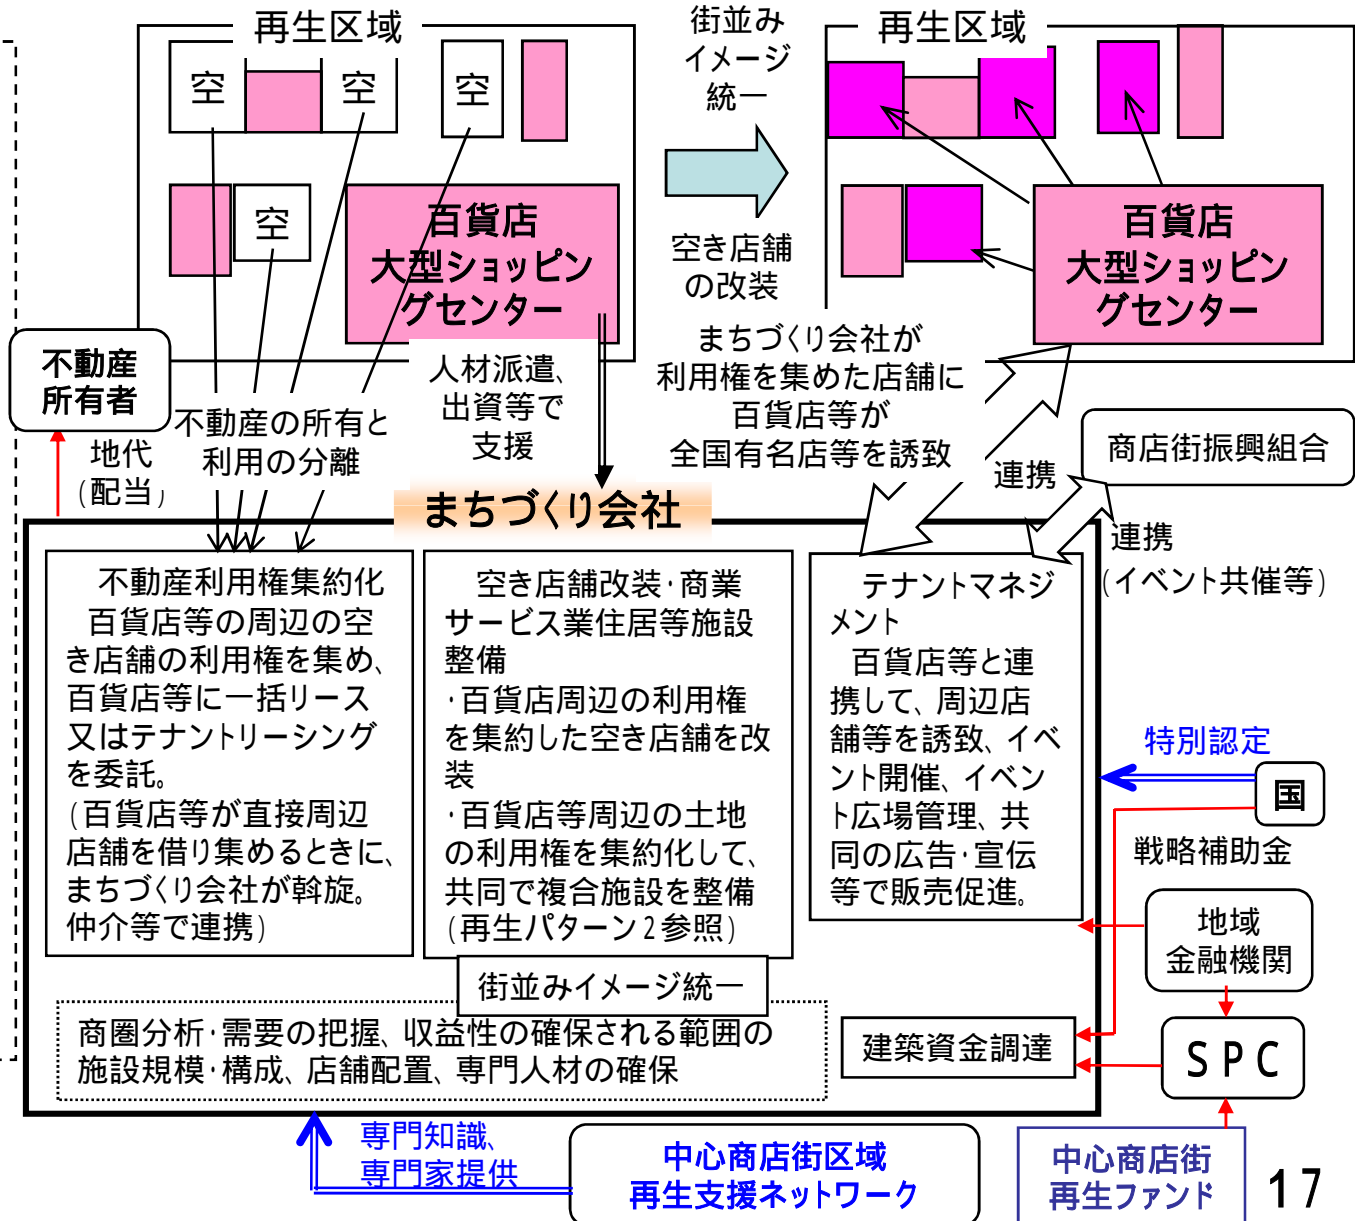 再生区域
空
空
空
空
百貨店
大型ショッピン
グセンター
街並み
イメージ
統一
空き店舗
の改装
再生区域
百貨店
大型ショッピン
グセンター
不動産
所有者
地代
(配当)
不動産の所有と
利用の分離
人材派遣、
出資等で
支援
まちづくり会社が
利用権を集めた店舗に
百貨店等が
全国有名店等を誘致
連携
商店街振興組合
連携
(イベント共催等)
まちづくり会社
不動産利用権集約化
百貨店等の周辺の空
き店舗の利用権を集め、
百貨店等に一括リース
又はテナントリーシング
を委託。
(百貨店等が直接周辺
店舗を借り集めるときに、
まちづくり会社が斡旋。
仲介等で連携)
空き店舗改装・商業
サービス業住居等施設
整備
・百貨店周辺の利用権
を集約した空き店舗を改
装
・百貨店等周辺の土地
の利用権を集約化して、
共同で複合施設を整備
(再生パターン2参照)
テナントマネジ
メント
百貨店等と連
携して、周辺店
舗等を誘致、イベ
ント開催、イベン
ト広場管理、共
同の広告・宣伝
等で販売促進。
街並みイメージ統一
商圏分析・需要の把握、収益性の確保される範囲の
施設規模・構成、店舗配置、専門人材の確保
建築資金調達
特別認定
国
戦略補助金
地域
金融機関
SPC
専門知識、
専門家提供
中心商店街区域
再生支援ネットワーク
中心商店街
再生ファンド
17